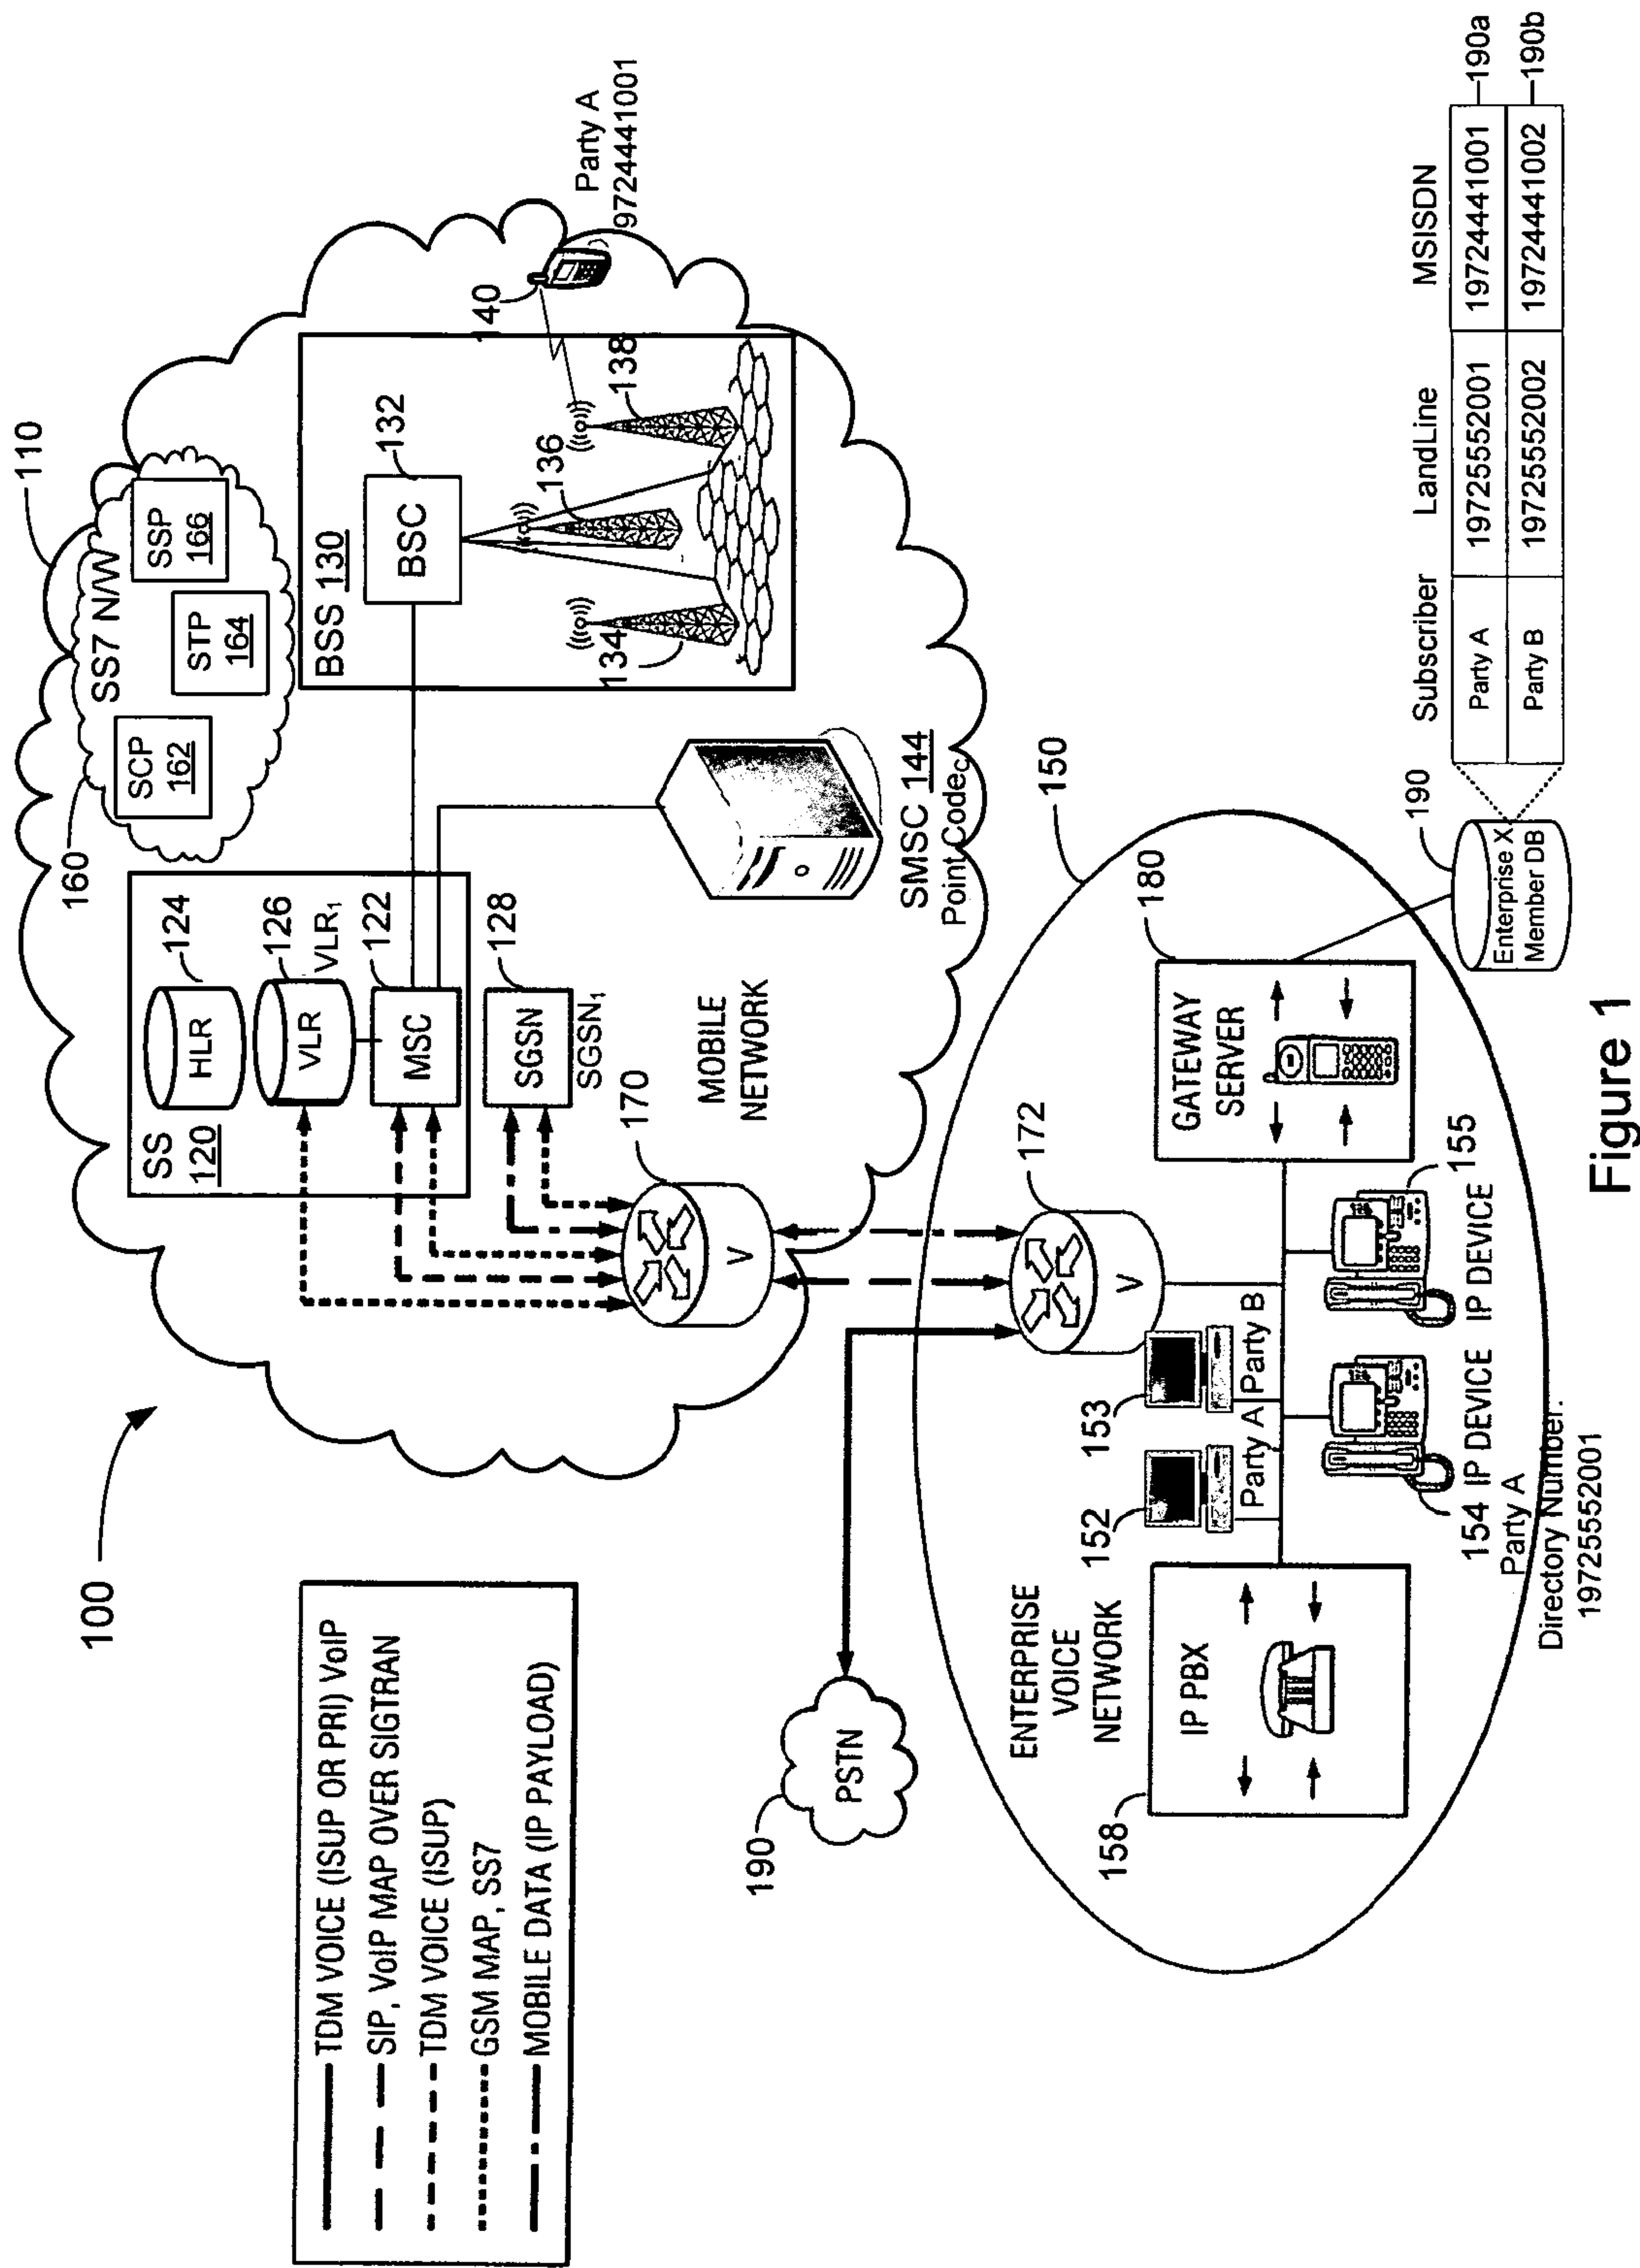 100
110
TDM VOICE (ISUP OR PRI) VoIP
SIP, VoIP MAP OVER SIGTRAN
TDM VOICE (ISUP)
GSM MAP, SS7
MOBILE DATA (IP PAYLOAD)
160
SS7 N/W
SCP
162
STP
164
SSP
166
SS
120
HLR
124
VLR
126
VLR1
MSC
122
SGSN
128
SGSN1
170
V
MOBILE
NETWORK
BSS 130
BSC
132
134
136
138
140
Party A
19724441001
SMSC 144
Point CodeC
190
PSTN
150
ENTERPRISE
VOICE
NETWORK
172
V
158
IP PBX
152
Party A
153
Party B
154 IP DEVICE
Party A
Directory Number:
19725552001
IP DEVICE 155
GATEWAY
SERVER
180
190
Enterprise X
Member DB
Subscriber LandLine MSISDN
Party A 19725552001 19724441001 190a
Party B 19725552002 19724441002 190b
Figure 1